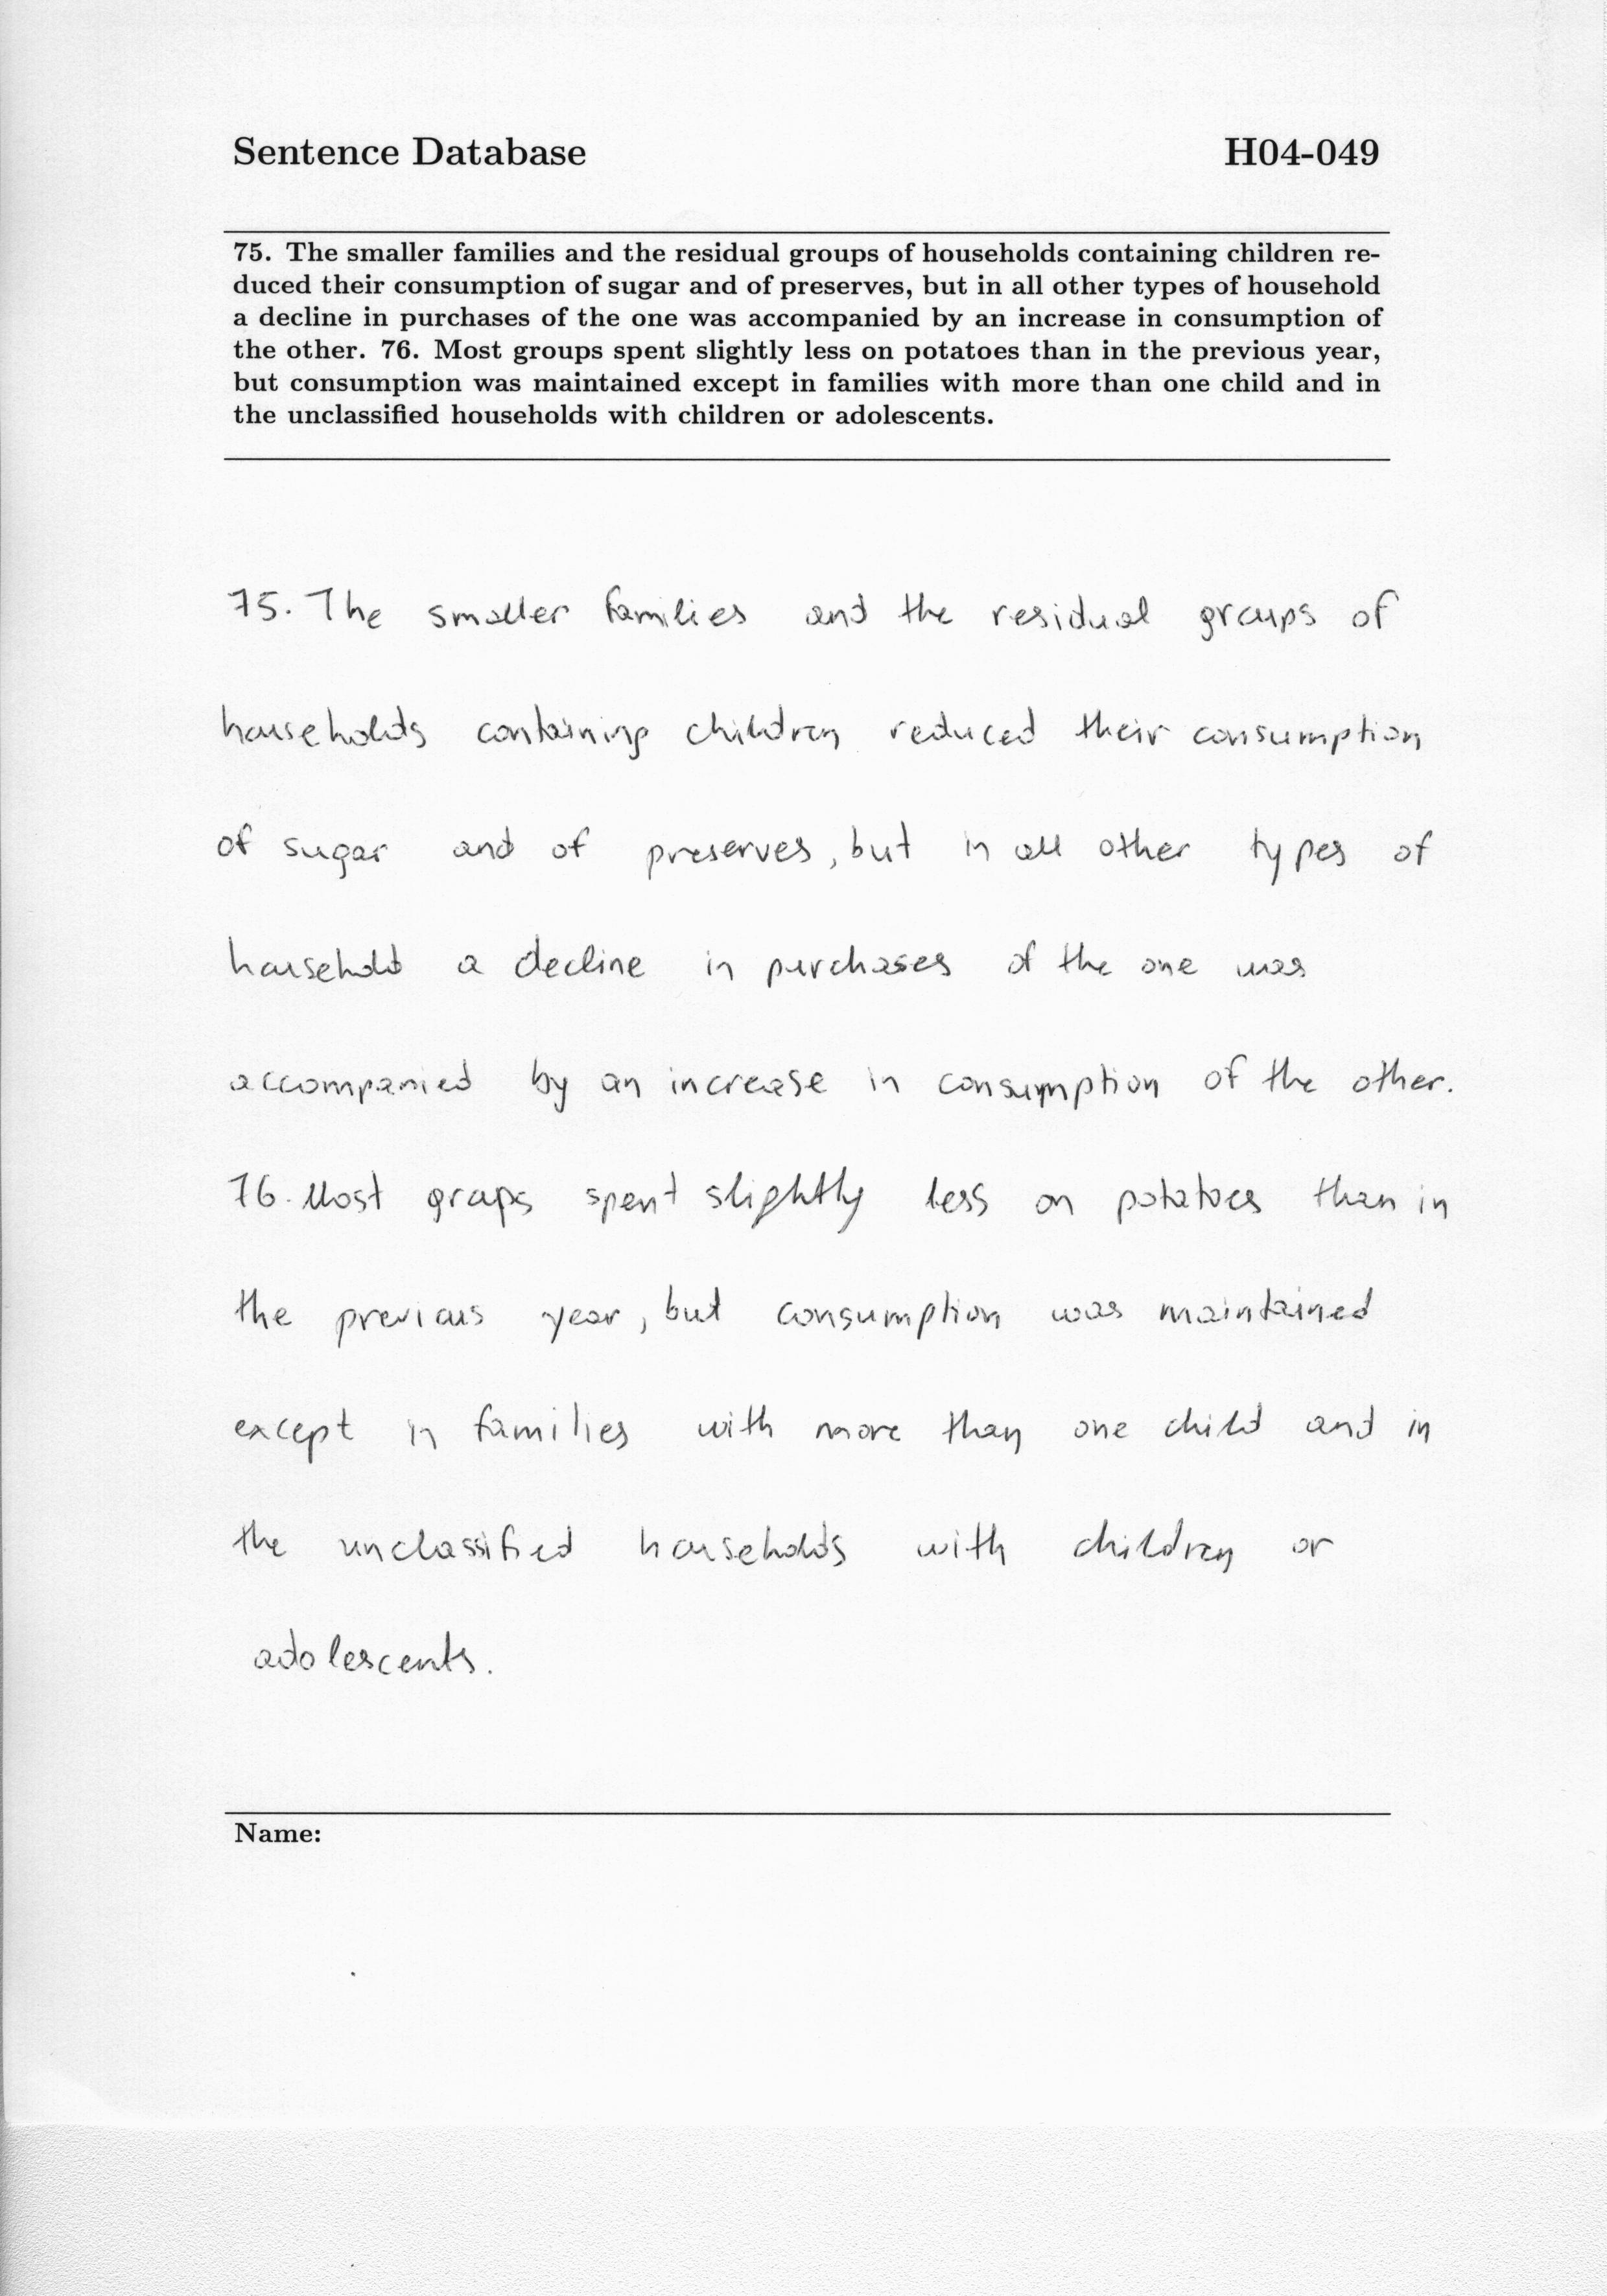 Sentence Database H04-049
75. The smaller families and the residual groups of households containing children re-
duced their consumption of sugar and of preserves, but in all other types of household
a decline in purchases of the one was accompanied by an increase in consumption of
the other. 76. Most groups spent slightly less on potatoes than in the previous year,
but consumption was maintained except in families with more than one child and in
the unclassified households with children or adolescents.
75. The smaller families and the residual groups of
households containing children reduced their consumption
of sugar and of preserves, but in all other types of
household a decline in purchases of the one was
accompanied by an increase in consumption of the other.
76. Most groups spent slightly less on potatoes than in
the previous year, but consumption was maintained
except in families with more than one child and in
the unclassified households with children or
adolescents.
Name: